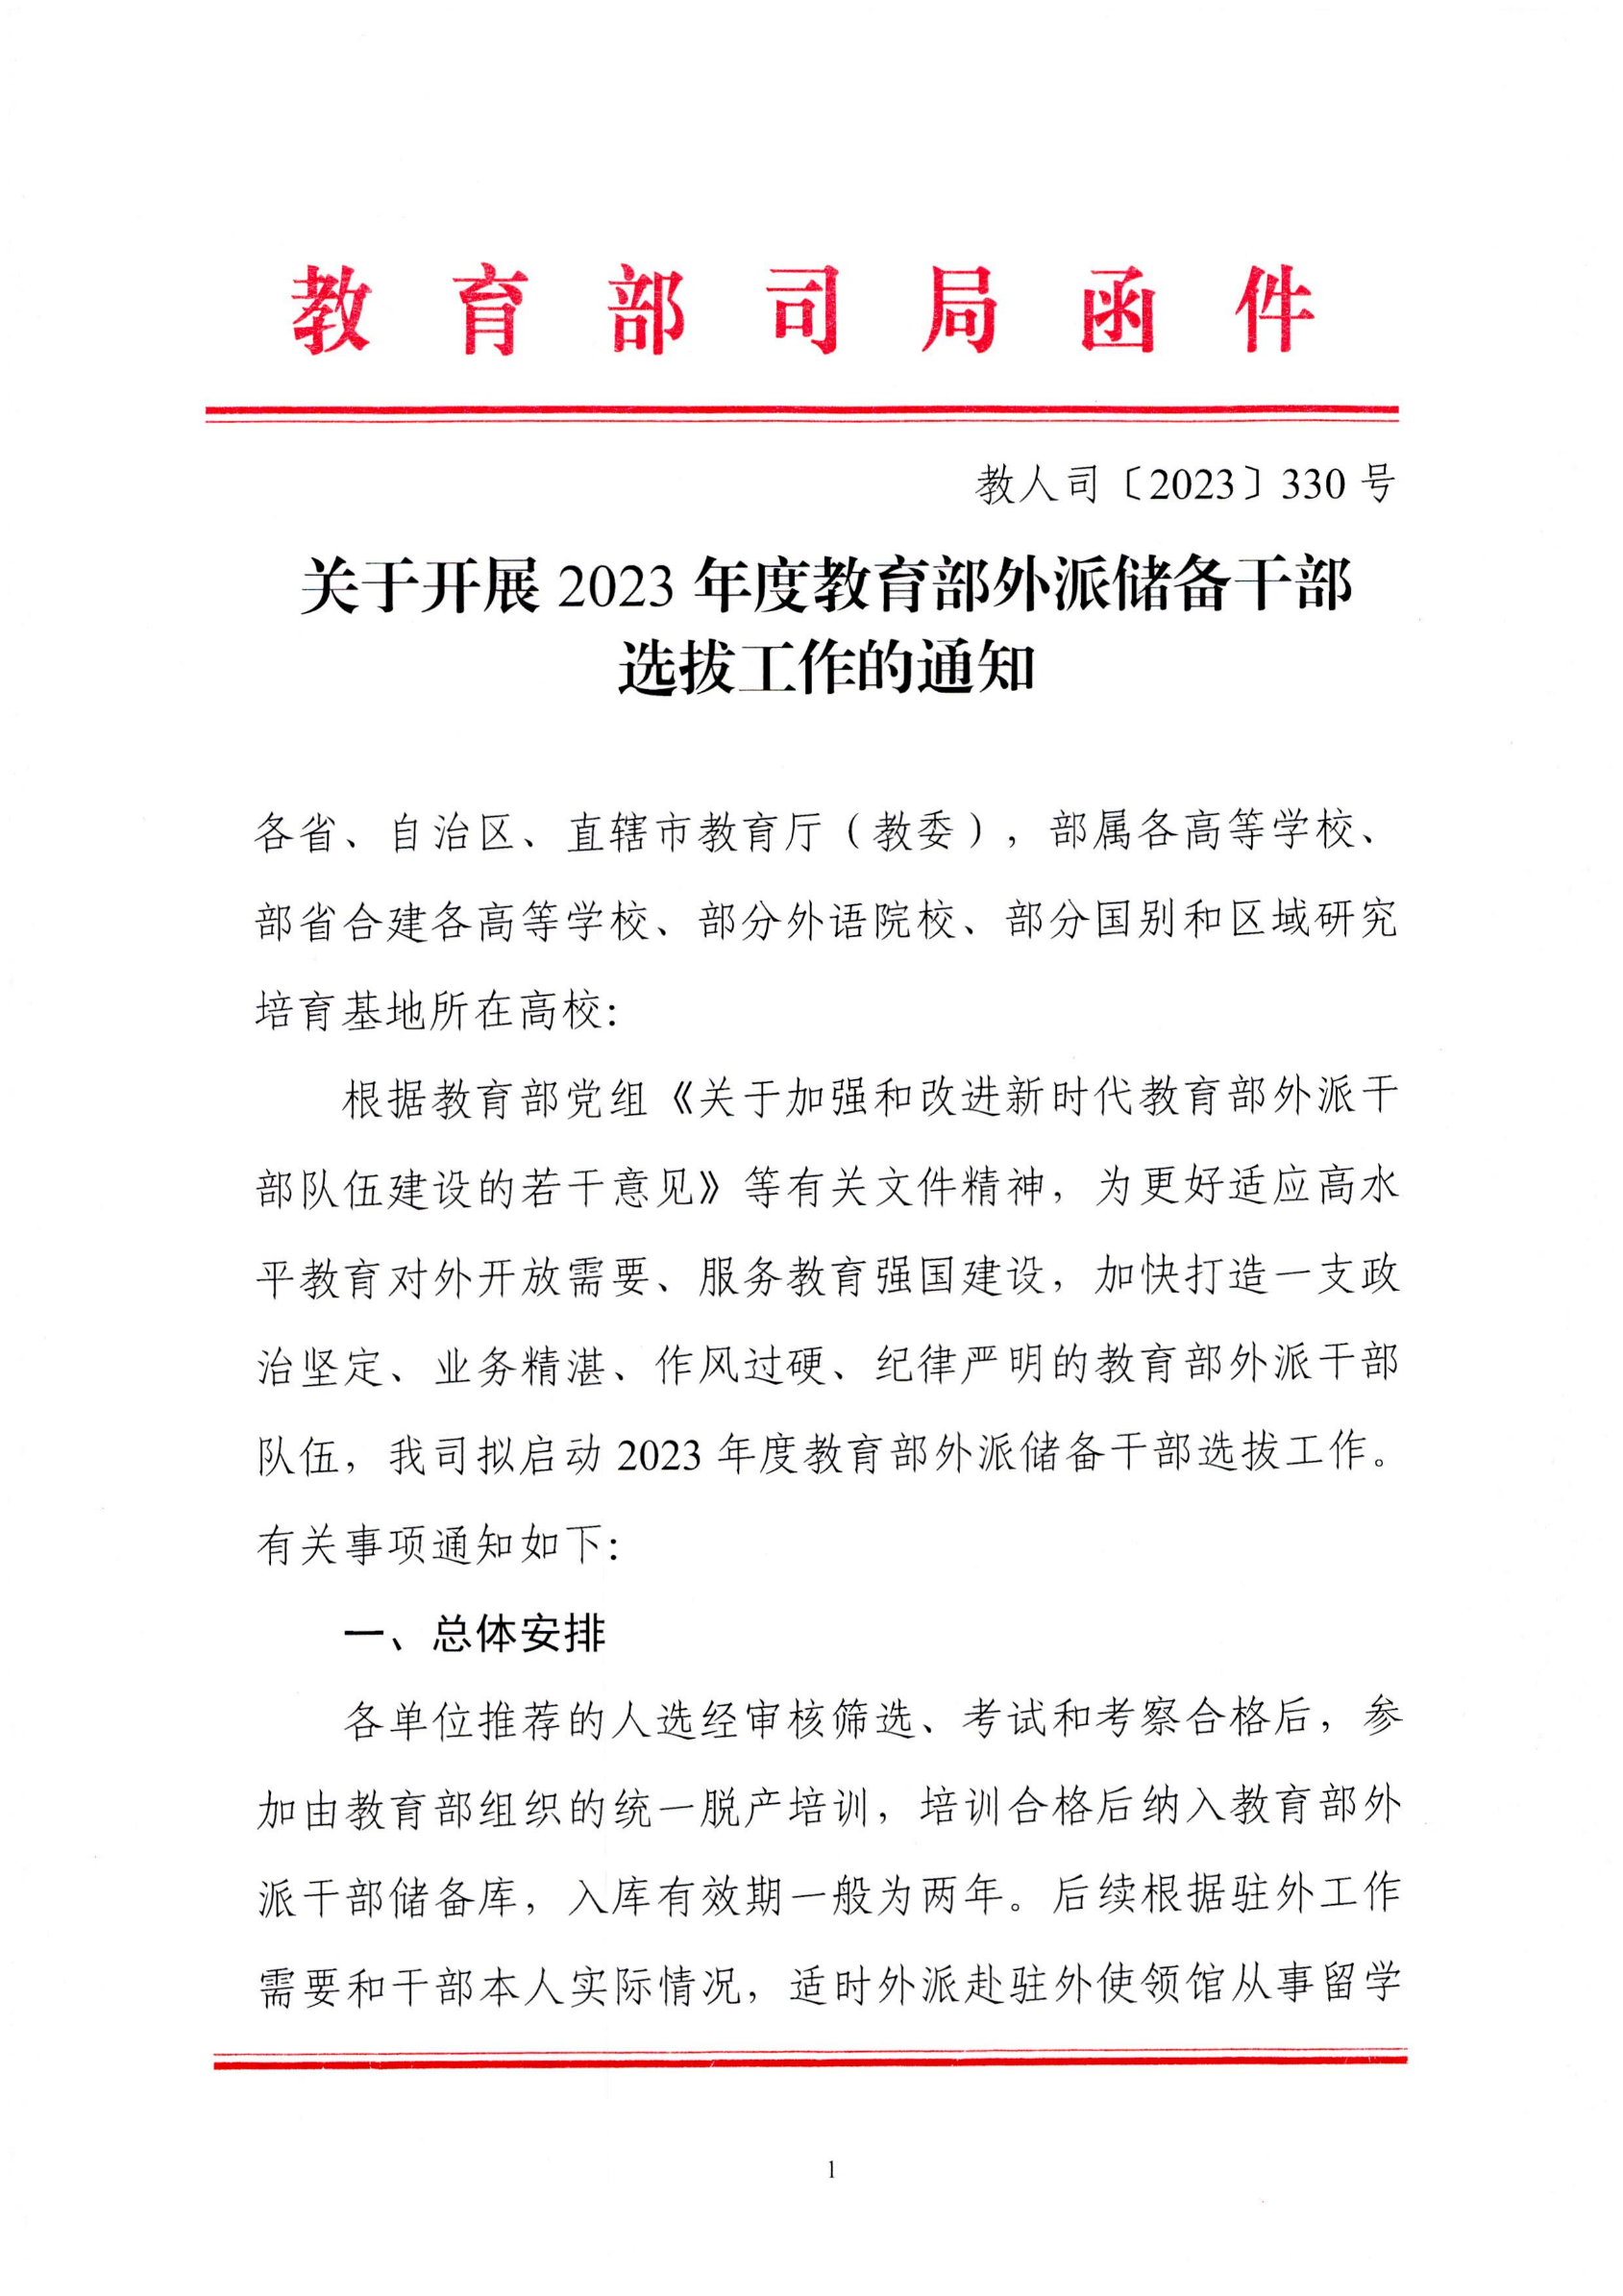 教育部司局函件
教人司〔2023〕330 号
关于开展 2023 年度教育部外派储备干部
选拔工作的通知
各省、自治区、直辖市教育厅（教委），部属各高等学校、
部省合建各高等学校、部分外语院校、部分国别和区域研究
培育基地所在高校：
根据教育部党组《关于加强和改进新时代教育部外派干
部队伍建设的若干意见》等有关文件精神，为更好适应高水
平教育对外开放需要、服务教育强国建设，加快打造一支政
治坚定、业务精湛、作风过硬、纪律严明的教育部外派干部
队伍，我司拟启动 2023 年度教育部外派储备干部选拔工作。
有关事项通知如下：
一、总体安排
各单位推荐的人选经审核筛选、考试和考察合格后，参
加由教育部组织的统一脱产培训，培训合格后纳入教育部外
派干部储备库，入库有效期一般为两年。后续根据驻外工作
需要和干部本人实际情况，适时外派赴驻外使领馆从事留学
1